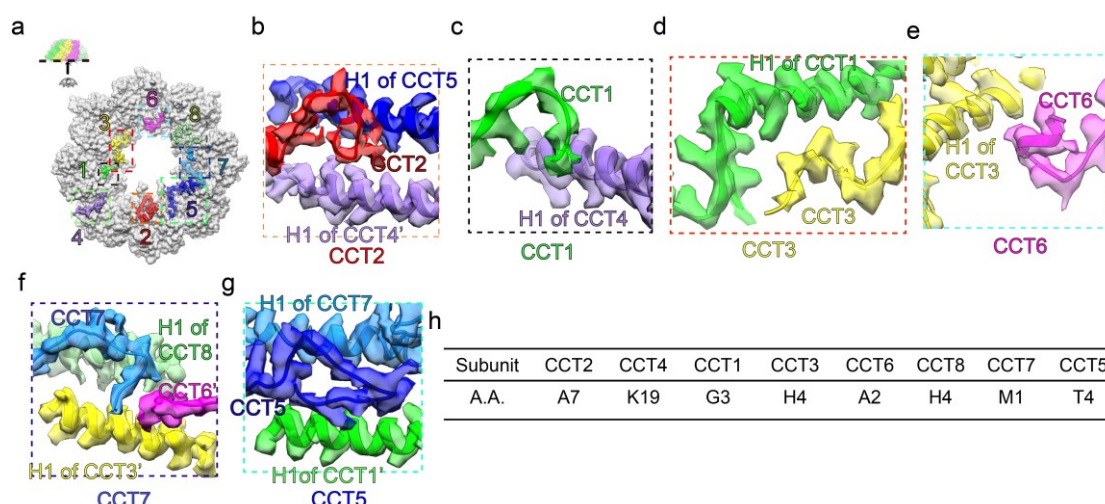 a
6
3
8
1
7
5
4
2
b
H1 of CCT5
CCT2
H1 of CCT4'
CCT2
c
CCT1
H1 of CCT4
CCT1
d
H1 of CCT1
CCT3
CCT3
e
CCT6
H1 of
CCT3
CCT6
f
CCT7
H1 of
CCT8
CCT6'
H1 of CCT3'
CCT7
g
H1 of CCT7
CCT5
H1of CCT1'
CCT5
h
Subunit CCT2 CCT4 CCT1 CCT3 CCT6 CCT8 CCT7 CCT5
A.A. A7 K19 G3 H4 A2 H4 M1 T4